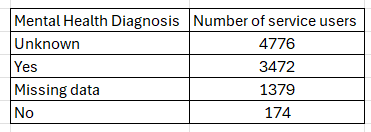 Mental Health Diagnosis Number of service users
Unknown 4776
Yes 3472
Missing data 1379
No 174